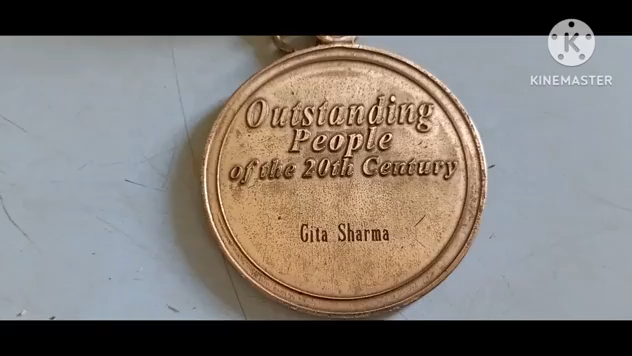 Outstanding
People
of the 20th Century
Gita Sharma
K
KINEMASTER